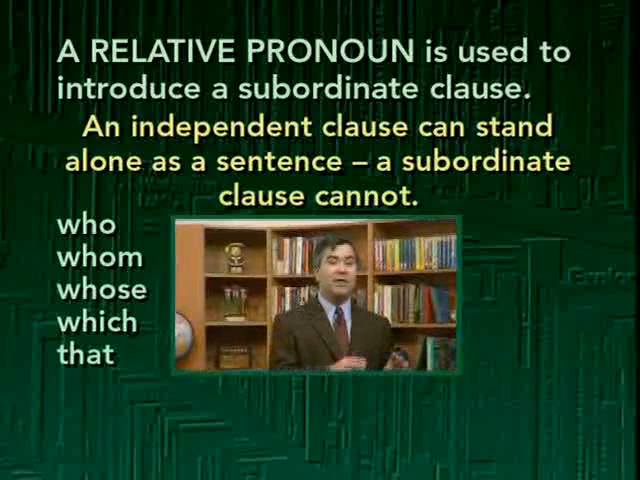 A RELATIVE PRONOUN is used to
introduce a subordinate clause.
An independent clause can stand
alone as a sentence – a subordinate
clause cannot.
who
whom
whose
which
that